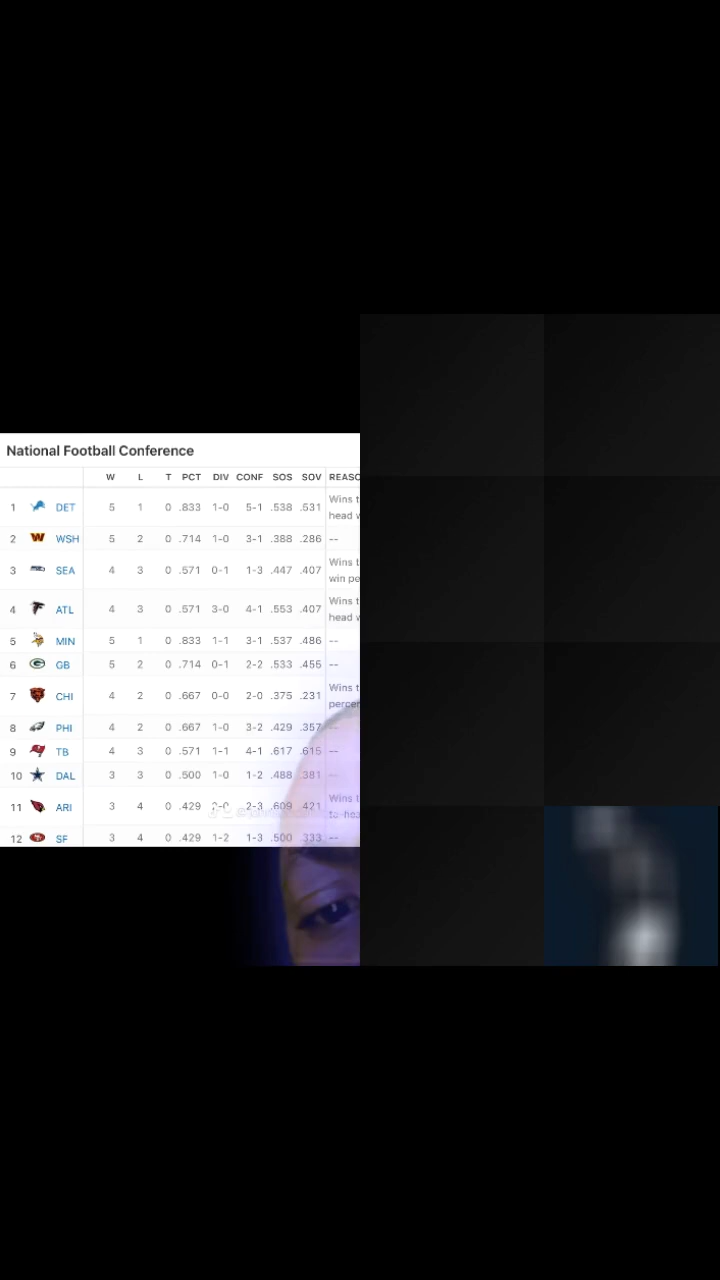 National Football Conference
W L T PCT DIV CONF SOS SOV REASO
1 DET 5 1 0 .833 1-0 5-1 .538 .531 Wins t
head w
2 WSH 5 2 0 .714 1-0 3-1 .388 .286 --
3 SEA 4 3 0 .571 0-1 1-3 .447 .407 Wins t
win pe
4 ATL 4 3 0 .571 3-0 4-1 .553 .407 Wins t
head w
5 MIN 5 1 0 .833 1-1 3-1 .537 .486 --
6 GB 5 2 0 .714 0-1 2-2 .533 .455 --
7 CHI 4 2 0 .667 0-0 2-0 .375 .231 Wins t
percen
8 PHI 4 2 0 .667 1-0 3-2 .429 .357 --
9 TB 4 3 0 .571 1-1 4-1 .617 .615 --
10 DAL 3 3 0 .500 1-0 1-2 .488 .381 --
11 ARI 3 4 0 .429 2-0 2-3 .609 .421 Wins t
to-hea
12 SF 3 4 0 .429 1-2 1-3 .500 .333 --